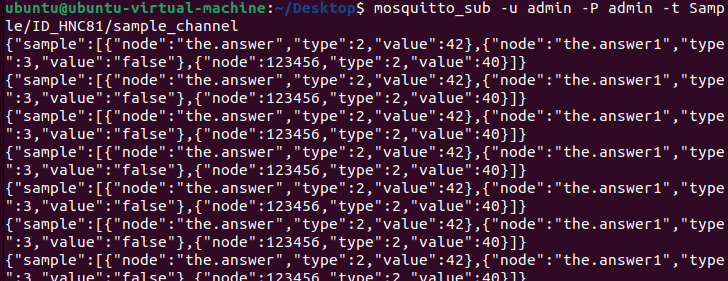 ubuntu@ubuntu-virtual-machine:~/Desktop$ mosquitto_sub -u admin -P admin -t Samp
le/ID_HNC81/sample_channel
{"sample":[{"node":"the.answer","type":2,"value":42},{"node":"the.answer1","type
":3,"value":"false"},{"node":123456,"type":2,"value":40}]}
{"sample":[{"node":"the.answer","type":2,"value":42},{"node":"the.answer1","type
":3,"value":"false"},{"node":123456,"type":2,"value":40}]}
{"sample":[{"node":"the.answer","type":2,"value":42},{"node":"the.answer1","type
":3,"value":"false"},{"node":123456,"type":2,"value":40}]}
{"sample":[{"node":"the.answer","type":2,"value":42},{"node":"the.answer1","type
":3,"value":"false"},{"node":123456,"type":2,"value":40}]}
{"sample":[{"node":"the.answer","type":2,"value":42},{"node":"the.answer1","type
":3,"value":"false"},{"node":123456,"type":2,"value":40}]}
{"sample":[{"node":"the.answer","type":2,"value":42},{"node":"the.answer1","type
":3,"value":"false"},{"node":123456,"type":2,"value":40}]}
{"sample":[{"node":"the.answer","type":2,"value":42},{"node":"the.answer1","type
":3,"value":"false"},{"node":123456,"type":2,"value":40}]}